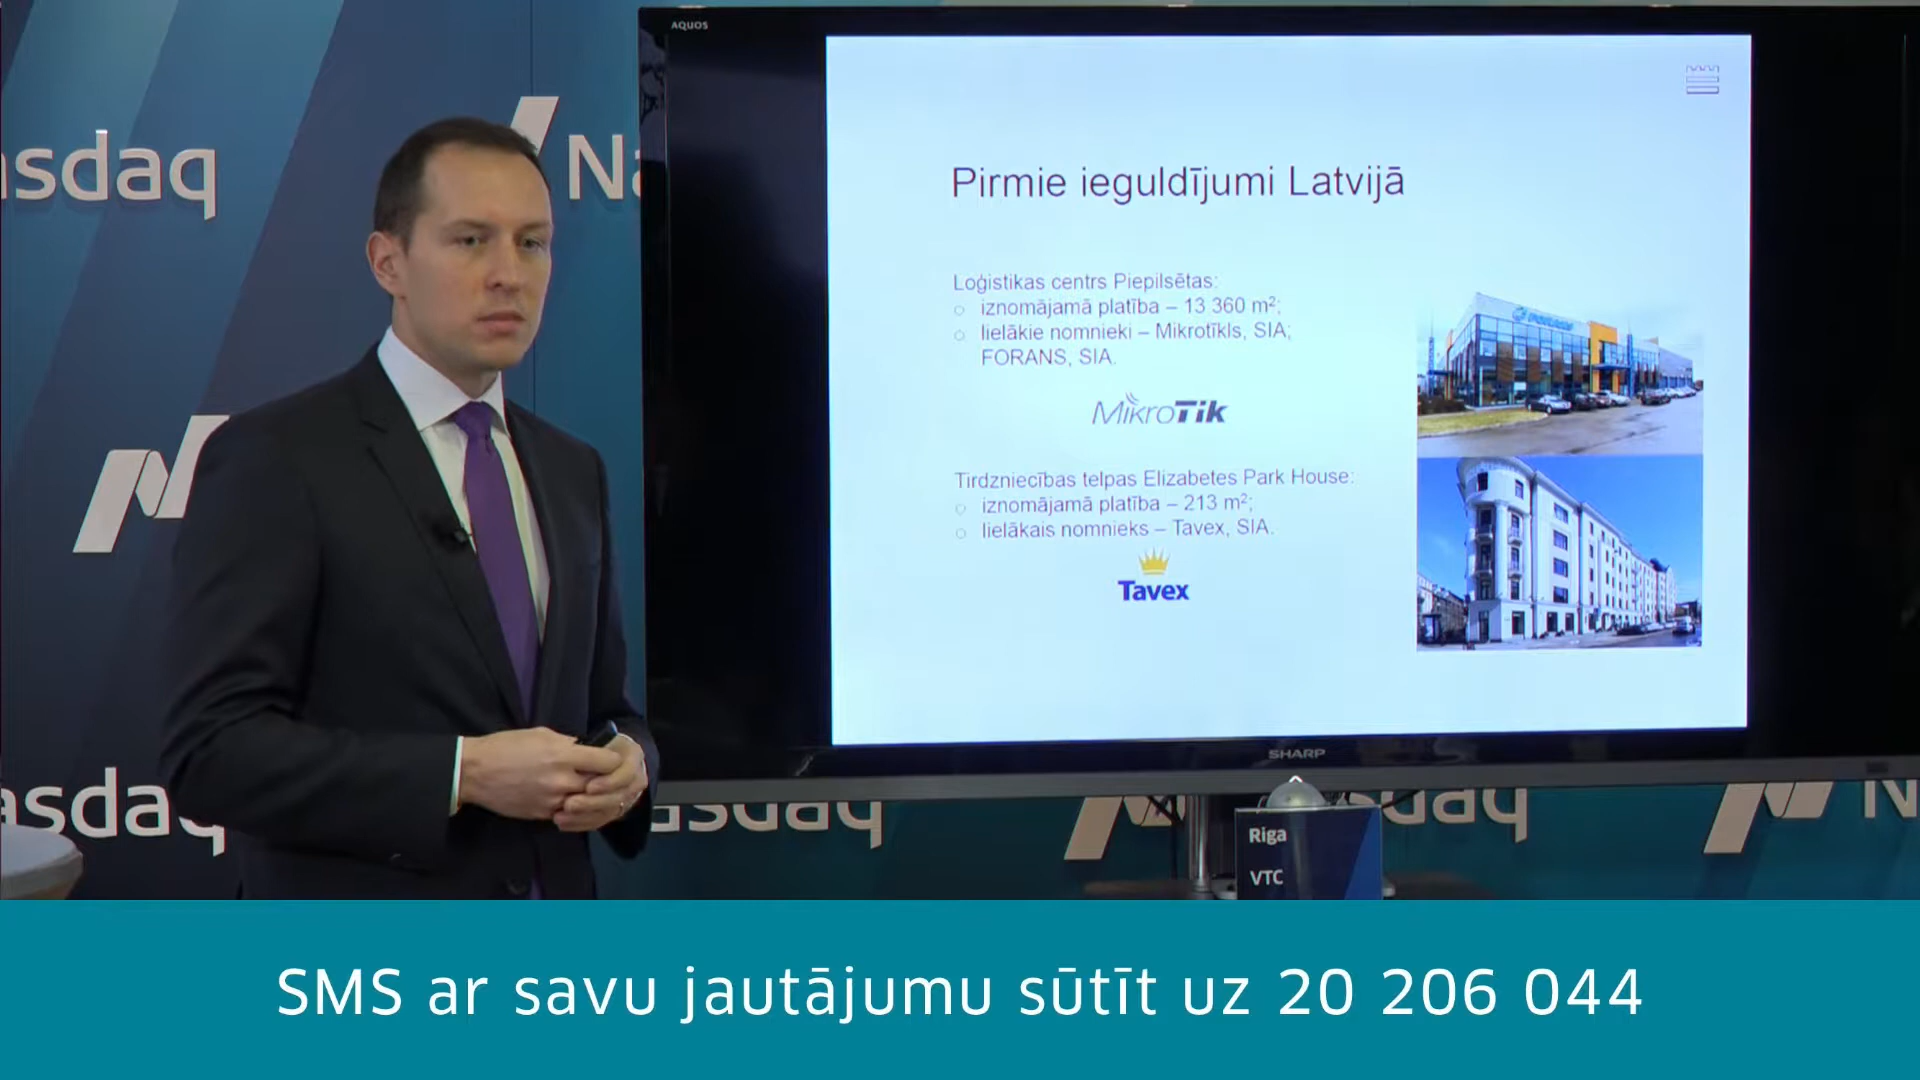 AQUOS
asdaq
Na
Pirmie ieguldījumi Latvijā
Loģistikas centrs Piepilsētas:
○ iznomājamā platība – 13 360 m²;
○ lielākie nomnieki – Mikrotīkls, SIA;
FORANS, SIA.
MikroTik
Tirdzniecības telpas Elizabetes Park House:
○ iznomājamā platība – 213 m²;
○ lielākais nomnieks – Tavex, SIA.
Tavex
SHARP
asdaq
asdaq
asdaq
N
Riga
VTC
SMS ar savu jautājumu sūtīt uz 20 206 044